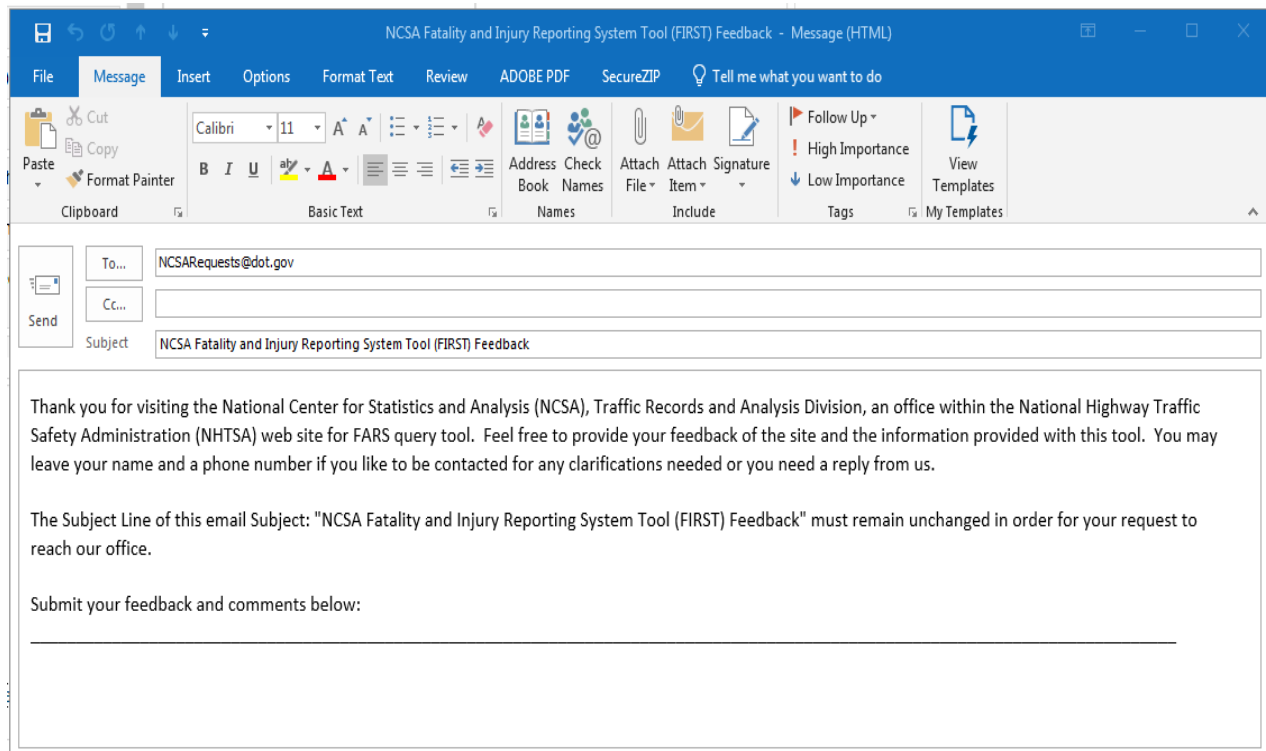 NCSA Fatality and Injury Reporting System Tool (FIRST) Feedback - Message (HTML)
File Message Insert Options Format Text Review ADOBE PDF SecureZIP Tell me what you want to do
Cut
Copy
Format Painter
Paste
Clipboard
Calibri 11 A A
B I U aby A
Basic Text
Address Book
Check Names
Names
Attach File
Attach Item
Signature
Include
Follow Up
High Importance
Low Importance
Tags
View Templates
My Templates
Send
To... NCSARequests@dot.gov
Cc...
Subject NCSA Fatality and Injury Reporting System Tool (FIRST) Feedback
Thank you for visiting the National Center for Statistics and Analysis (NCSA), Traffic Records and Analysis Division, an office within the National Highway Traffic
Safety Administration (NHTSA) web site for FARS query tool. Feel free to provide your feedback of the site and the information provided with this tool. You may
leave your name and a phone number if you like to be contacted for any clarifications needed or you need a reply from us.
The Subject Line of this email Subject: "NCSA Fatality and Injury Reporting System Tool (FIRST) Feedback" must remain unchanged in order for your request to
reach our office.
Submit your feedback and comments below: